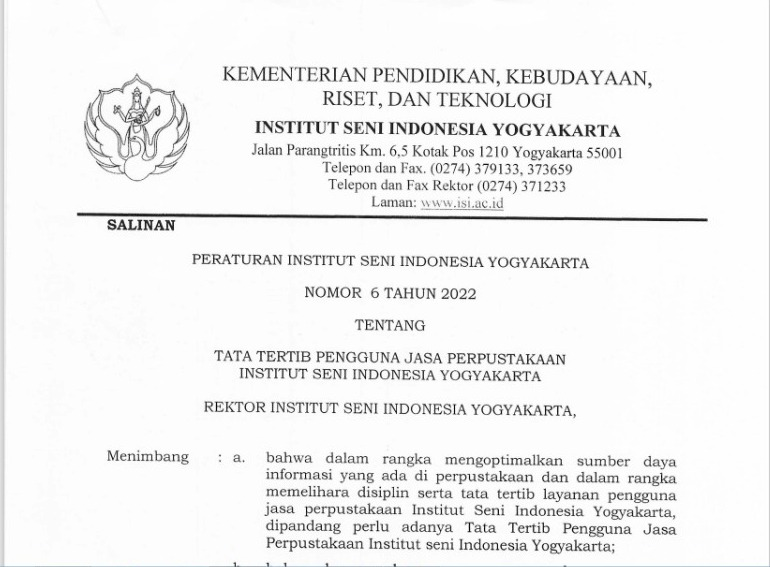 KEMENTERIAN PENDIDIKAN, KEBUDAYAAN,
RISET, DAN TEKNOLOGI
INSTITUT SENI INDONESIA YOGYAKARTA
Jalan Parangtritis Km. 6,5 Kotak Pos 1210 Yogyakarta 55001
Telepon dan Fax. (0274) 379133, 373659
Telepon dan Fax Rektor (0274) 371233
Laman: www.isi.ac.id
SALINAN
PERATURAN INSTITUT SENI INDONESIA YOGYAKARTA
NOMOR 6 TAHUN 2022
TENTANG
TATA TERTIB PENGGUNA JASA PERPUSTAKAAN
INSTITUT SENI INDONESIA YOGYAKARTA
REKTOR INSTITUT SENI INDONESIA YOGYAKARTA,
Menimbang : a. bahwa dalam rangka mengoptimalkan sumber daya
informasi yang ada di perpustakaan dan dalam rangka
memelihara disiplin serta tata tertib layanan pengguna
jasa perpustakaan Institut Seni Indonesia Yogyakarta,
dipandang perlu adanya Tata Tertib Pengguna Jasa
Perpustakaan Institut seni Indonesia Yogyakarta;